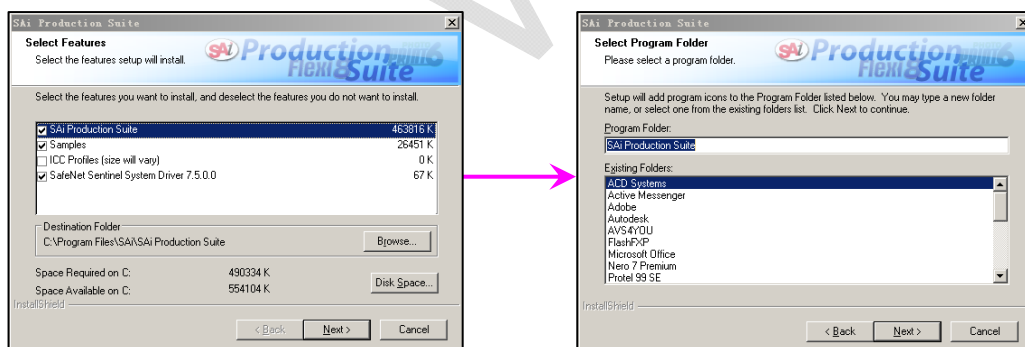 SAi Production Suite
Select Features
Select the features setup will install.
SAi Production
Flexi8 Suite
Select the features you want to install, and deselect the features you do not want to install.
SAi Production Suite 463816 K
Samples 26451 K
ICC Profiles (size will vary) 0 K
SafeNet Sentinel System Driver 7.5.0.0 67 K
Destination Folder
C:\Program Files\SAi\SAi Production Suite
Browse...
Space Required on C: 490334 K
Space Available on C: 554104 K
Disk Space...
InstallShield
< Back
Next >
Cancel
SAi Production Suite
Select Program Folder
Please select a program folder.
SAi Production
Flexi8 Suite
Setup will add program icons to the Program Folder listed below. You may type a new folder
name, or select one from the existing folders list. Click Next to continue.
Program Folder:
SAi Production Suite
Existing Folders:
ACD Systems
Active Messenger
Adobe
Autodesk
AVS4YOU
FlashFXP
Microsoft Office
Nero 7 Premium
Protel 99 SE
InstallShield
< Back
Next >
Cancel